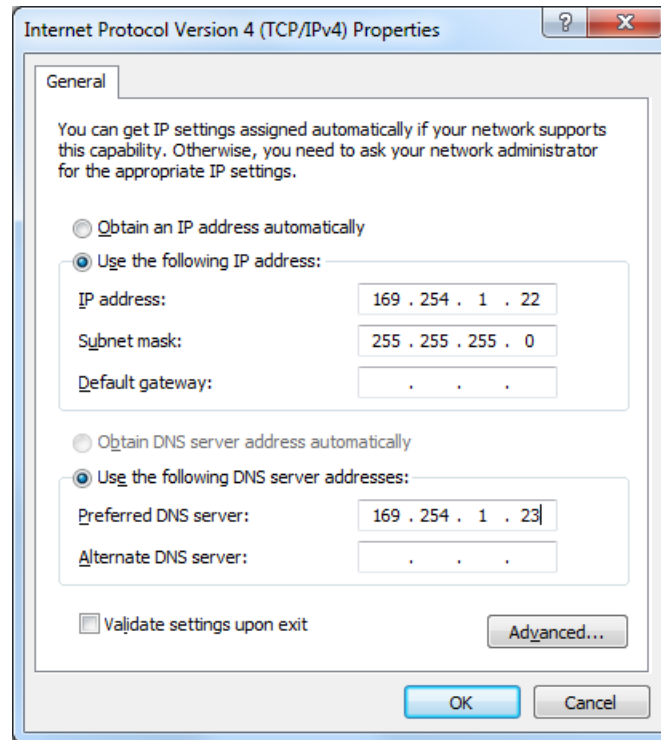 Internet Protocol Version 4 (TCP/IPv4) Properties
?
X
General
You can get IP settings assigned automatically if your network supports
this capability. Otherwise, you need to ask your network administrator
for the appropriate IP settings.
Obtain an IP address automatically
Use the following IP address:
IP address: 169 . 254 . 1 . 22
Subnet mask: 255 . 255 . 255 . 0
Default gateway: . . .
Obtain DNS server address automatically
Use the following DNS server addresses:
Preferred DNS server: 169 . 254 . 1 . 23
Alternate DNS server: . . .
Validate settings upon exit
Advanced...
OK
Cancel